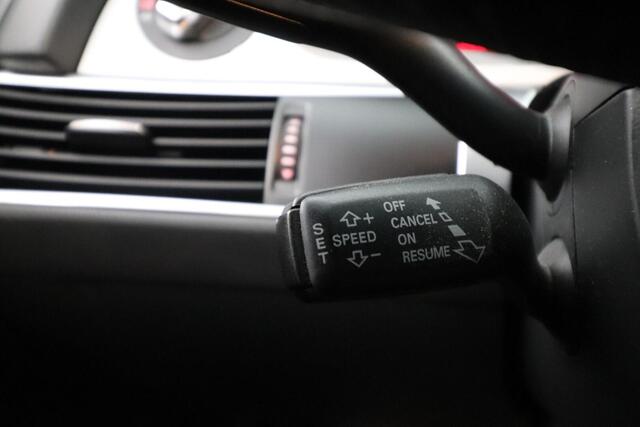 SET
+
SPEED
-
OFF
CANCEL
ON
RESUME